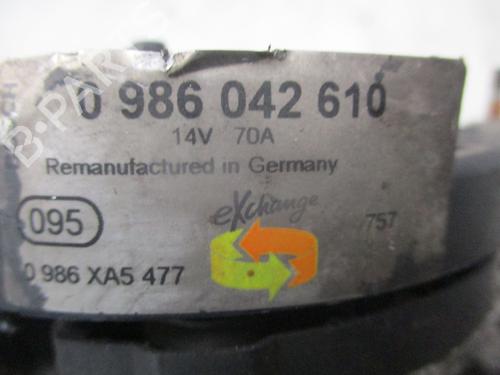 0 986 042 610
14V 70A
Remanufactured in Germany
095
eXchange
757
0 986 XA5 477